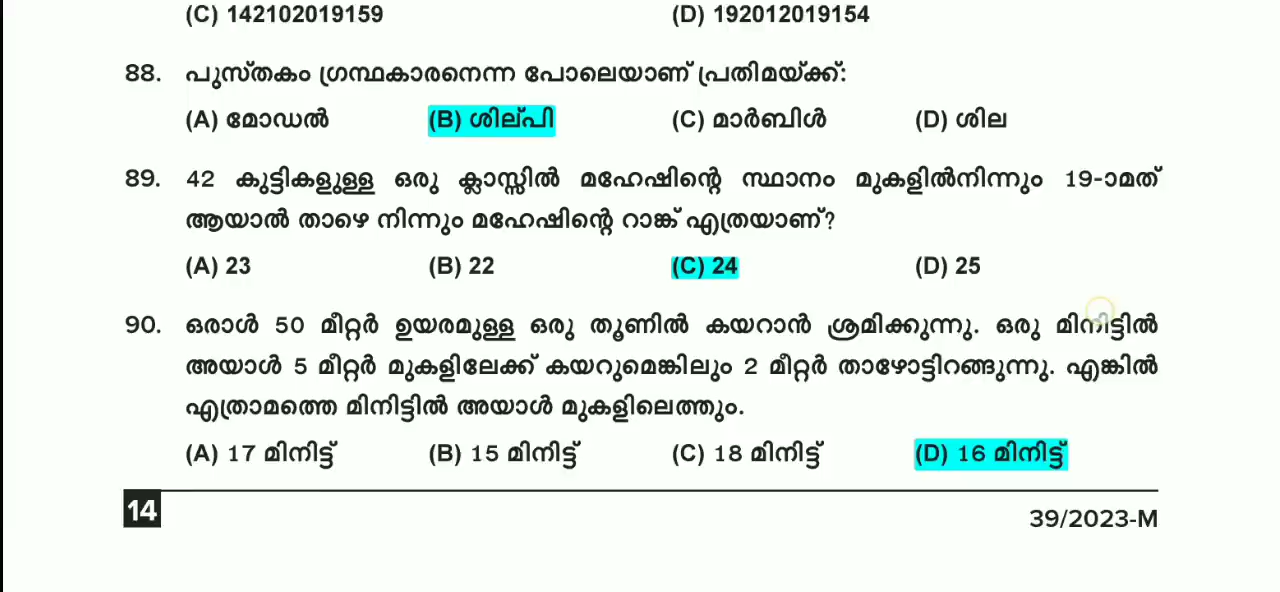 (C) 142102019159 (D) 192012019154
88. പുസ്തകം ഗ്രന്ഥകാരനെന്ന പോലെയാണ് പ്രതിമയ്ക്ക്:
(A) മോഡൽ (B) ശില്പി (C) മാർബിൾ (D) ശില
89. 42 കുട്ടികളുള്ള ഒരു ക്ലാസ്സിൽ മഹേഷിന്റെ സ്ഥാനം മുകളിൽനിന്നും 19-ാമത്
ആയാൽ താഴെ നിന്നും മഹേഷിന്റെ റാങ്ക് എത്രയാണ്?
(A) 23 (B) 22 (C) 24 (D) 25
90. ഒരാൾ 50 മീറ്റർ ഉയരമുള്ള ഒരു തൂണിൽ കയറാൻ ശ്രമിക്കുന്നു. ഒരു മിനിട്ടിൽ
അയാൾ 5 മീറ്റർ മുകളിലേക്ക് കയറുമെങ്കിലും 2 മീറ്റർ താഴോട്ടിറങ്ങുന്നു. എങ്കിൽ
എത്രാമത്തെ മിനിട്ടിൽ അയാൾ മുകളിലെത്തും.
(A) 17 മിനിട്ട് (B) 15 മിനിട്ട് (C) 18 മിനിട്ട് (D) 16 മിനിട്ട്
14
39/2023-M